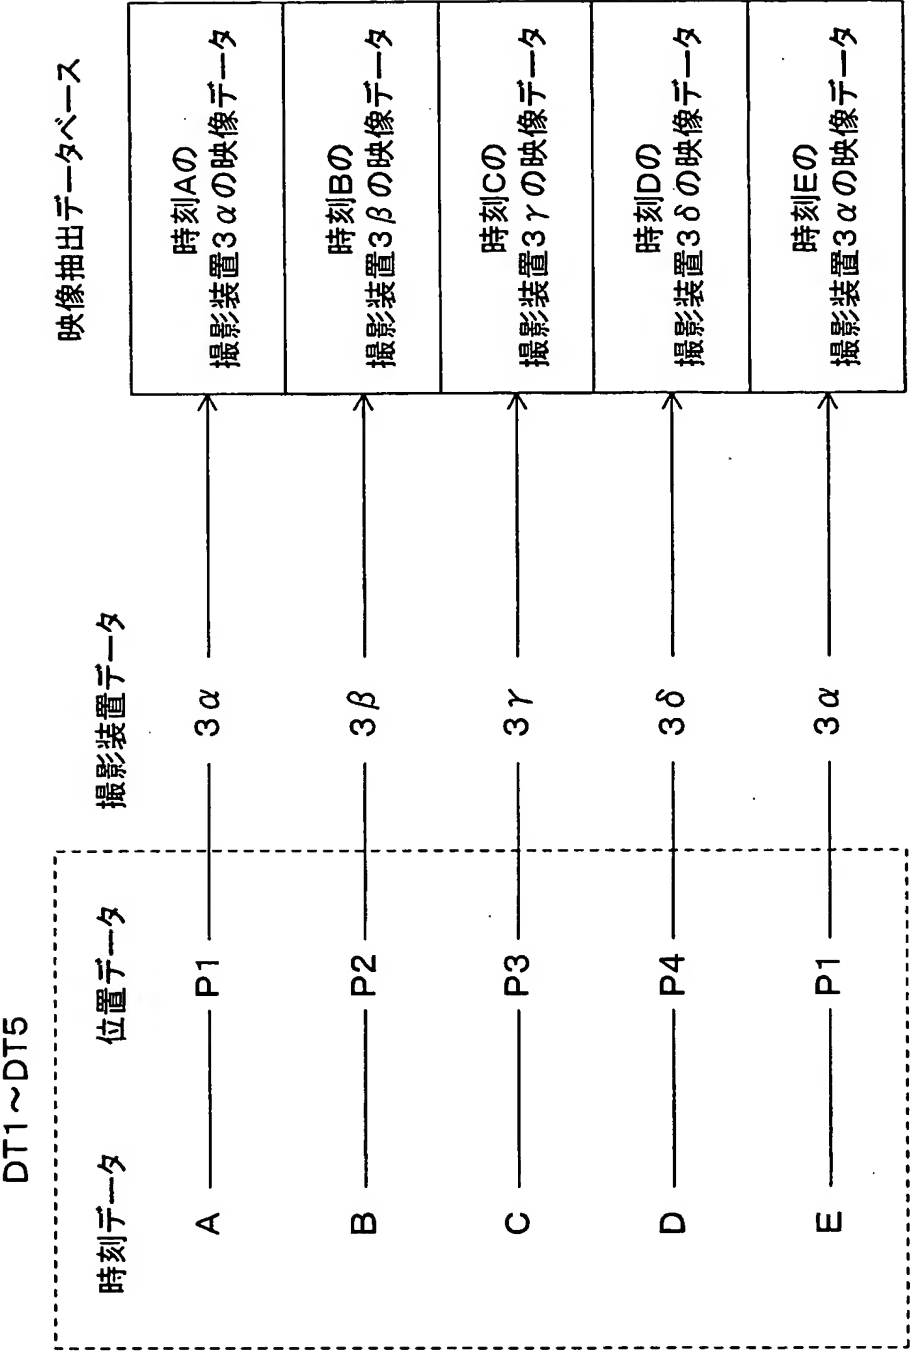 DT1～DT5
時刻データ
位置データ
撮影装置データ
映像抽出データベース
A
P1
3α
時刻Aの
撮影装置3αの映像データ
B
P2
3β
時刻Bの
撮影装置3βの映像データ
C
P3
3γ
時刻Cの
撮影装置3γの映像データ
D
P4
3δ
時刻Dの
撮影装置3δの映像データ
E
P1
3α
時刻Eの
撮影装置3αの映像データ